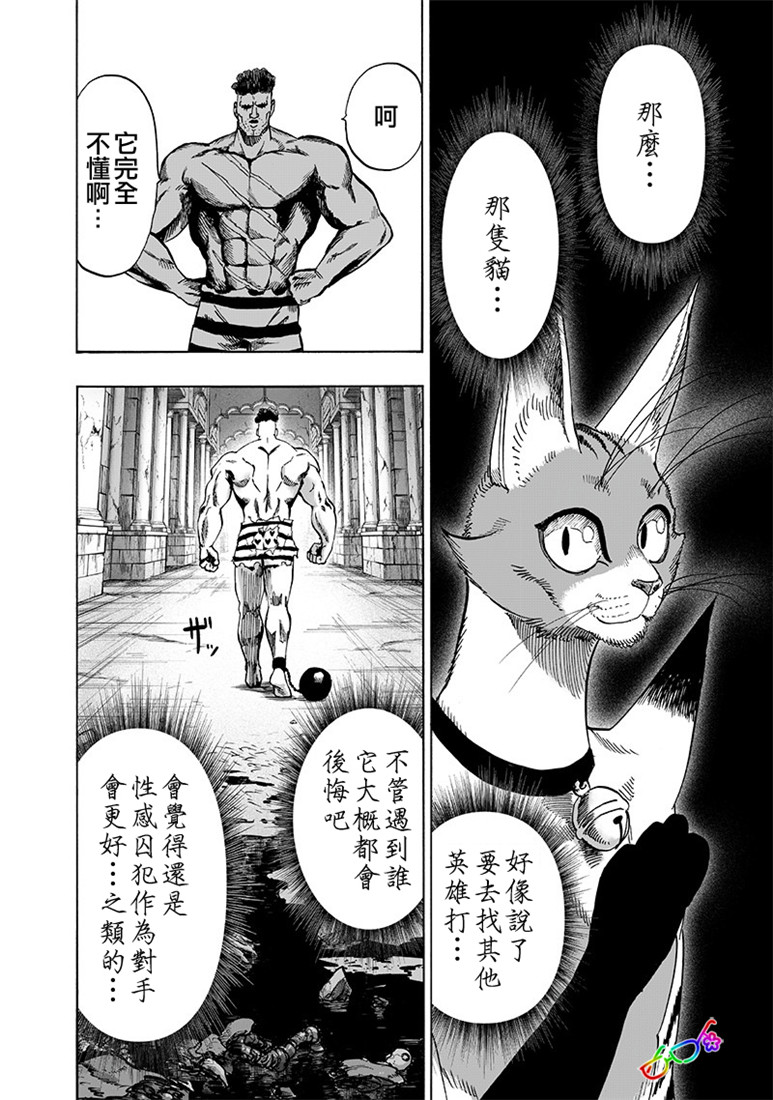 那麼…
那隻貓…
好像說了
要去找其他
英雄打…
呵
它完全
不懂啊…
ザッ
不管遇到誰
它大概都會
後悔吧
會覺得還是
性感囚犯作為對手
會更好…之類的…